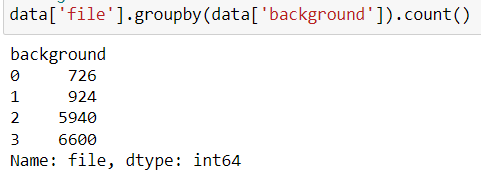 data['file'].groupby(data['background']).count()
background
0     726
1     924
2    5940
3    6600
Name: file, dtype: int64